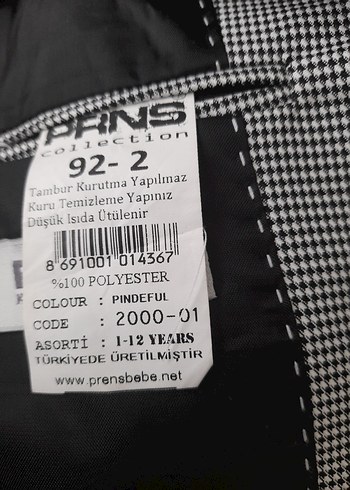 PRNS
collection
92-2
Tambur Kurutma Yapılmaz
Kuru Temizleme Yapınız
Düşük Isıda Ütülenir
8 691001 014367
%100 POLYESTER
COLOUR : PINDEFUL
CODE : 2000-01
ASORTİ : 1-12 YEARS
TÜRKİYEDE ÜRETİLMİŞTİR
www.prensbebe.net